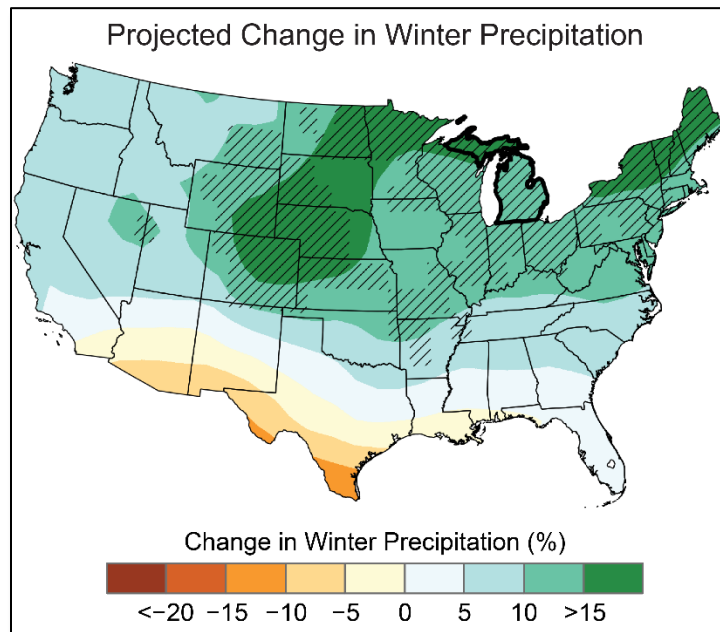 Projected Change in Winter Precipitation
Change in Winter Precipitation (%)
<−20 −15 −10 −5 0 5 10 >15